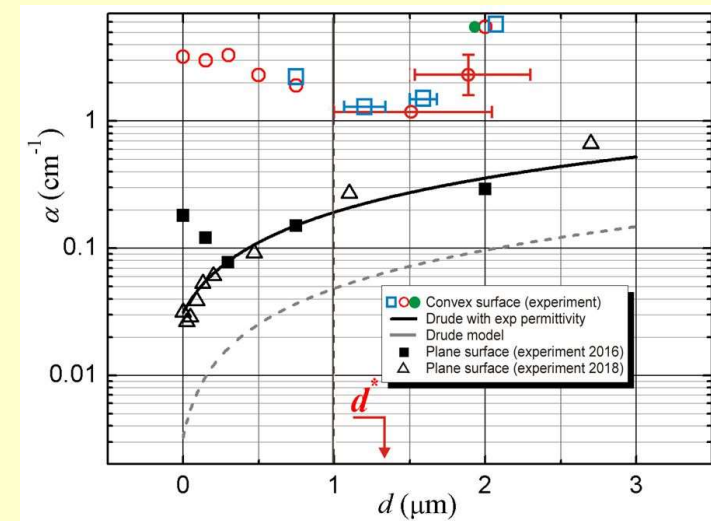 α (cm⁻¹)
1
0.1
0.01
Convex surface (experiment)
Drude with exp permittivity
Drude model
Plane surface (experiment 2016)
Plane surface (experiment 2018)
d*
0 1 2 3
d (μm)